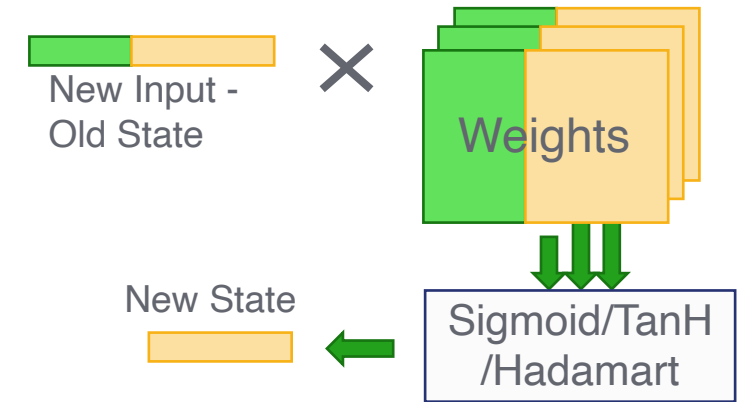 New Input -
Old State
Weights
New State
Sigmoid/TanH
/Hadamart